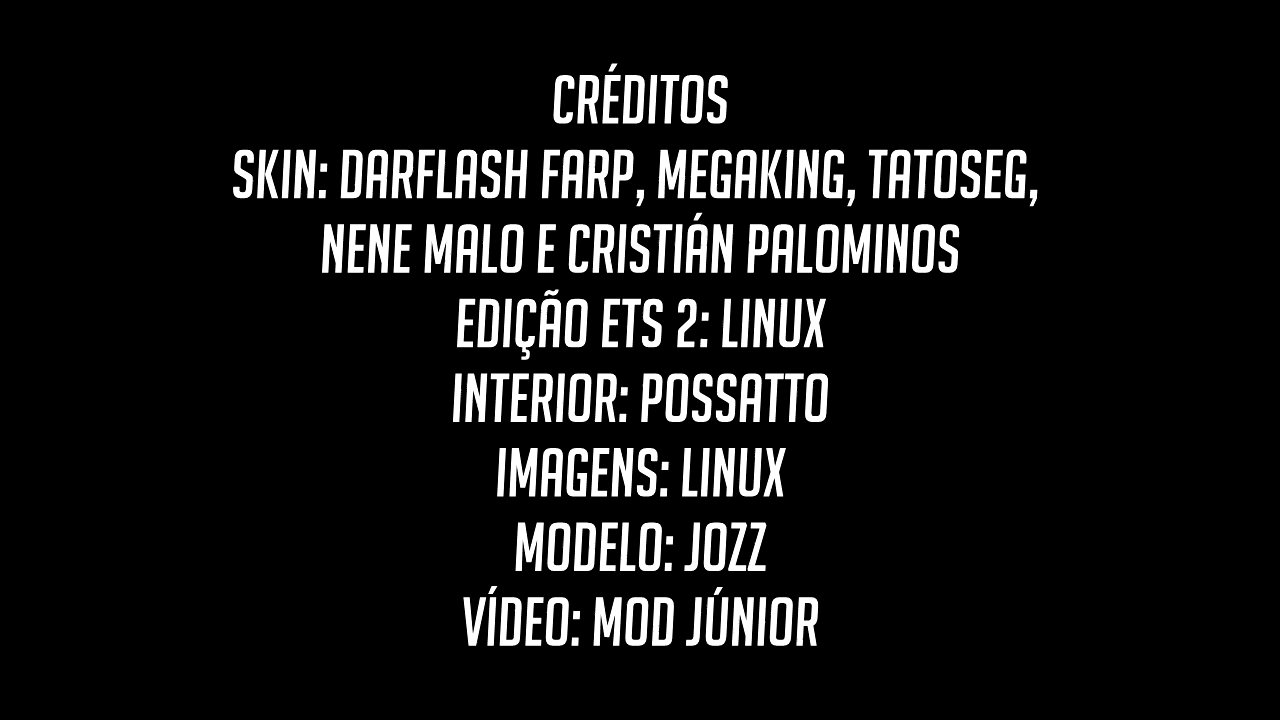 CRÉDITOS
SKIN: DARFLASH FARP, MEGAKING, TATOSEG,
NENE MALO E CRISTIÁN PALOMINOS
EDIÇÃO ETS 2: LINUX
INTERIOR: POSSATTO
IMAGENS: LINUX
MODELO: JOZZ
VÍDEO: MOD JÚNIOR